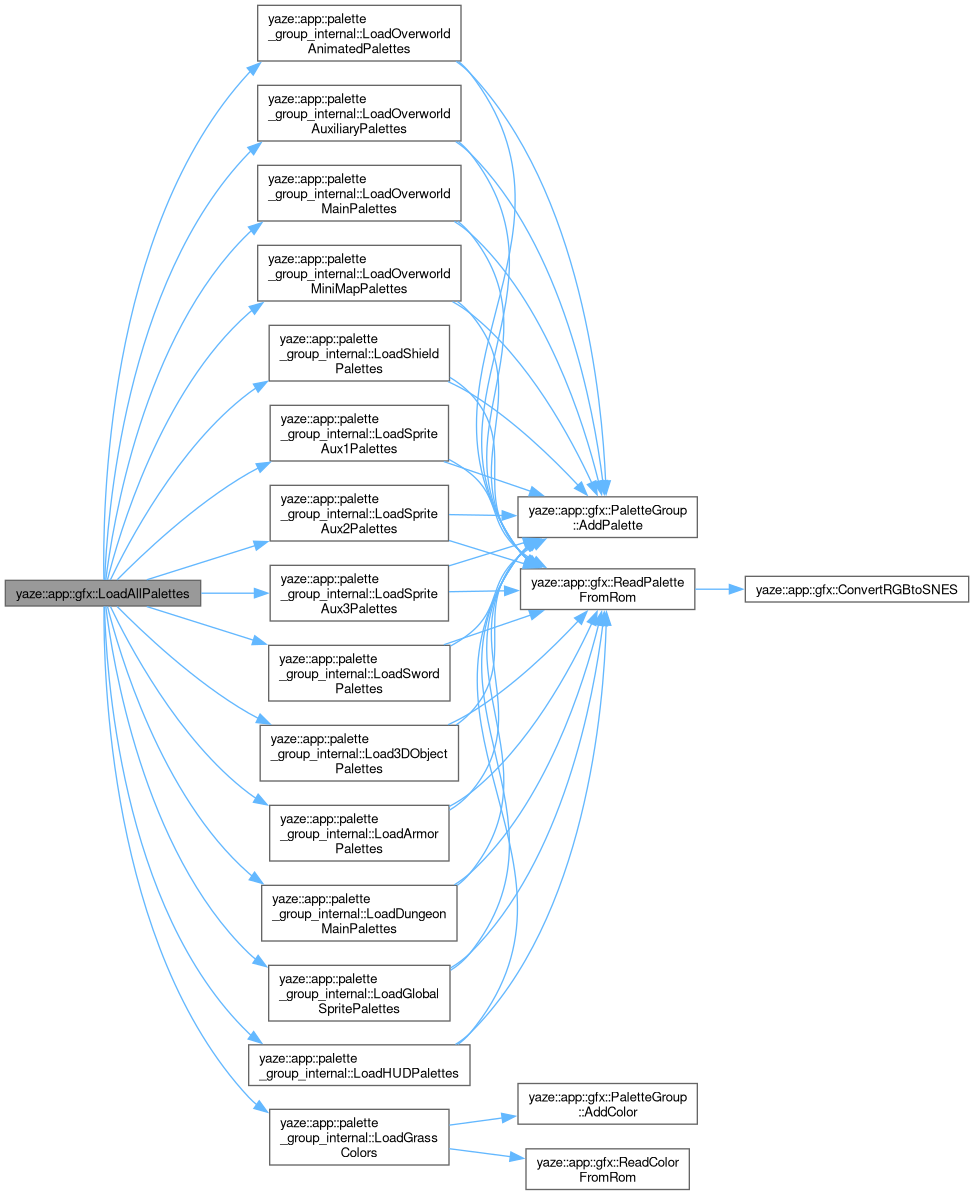 yaze::app::palette
_group_internal::LoadOverworld
AnimatedPalettes
yaze::app::palette
_group_internal::LoadOverworld
AuxiliaryPalettes
yaze::app::palette
_group_internal::LoadOverworld
MainPalettes
yaze::app::palette
_group_internal::LoadOverworld
MiniMapPalettes
yaze::app::palette
_group_internal::LoadShield
Palettes
yaze::app::palette
_group_internal::LoadSprite
Aux1Palettes
yaze::app::palette
_group_internal::LoadSprite
Aux2Palettes
yaze::app::gfx::PaletteGroup
::AddPalette
yaze::app::gfx::LoadAllPalettes
yaze::app::palette
_group_internal::LoadSprite
Aux3Palettes
yaze::app::gfx::ReadPalette
FromRom
yaze::app::gfx::ConvertRGBtoSNES
yaze::app::palette
_group_internal::LoadSword
Palettes
yaze::app::palette
_group_internal::Load3DObject
Palettes
yaze::app::palette
_group_internal::LoadArmor
Palettes
yaze::app::palette
_group_internal::LoadDungeon
MainPalettes
yaze::app::palette
_group_internal::LoadGlobal
SpritePalettes
yaze::app::palette
_group_internal::LoadHUDPalettes
yaze::app::palette
_group_internal::LoadGrass
Colors
yaze::app::gfx::PaletteGroup
::AddColor
yaze::app::gfx::ReadColor
FromRom